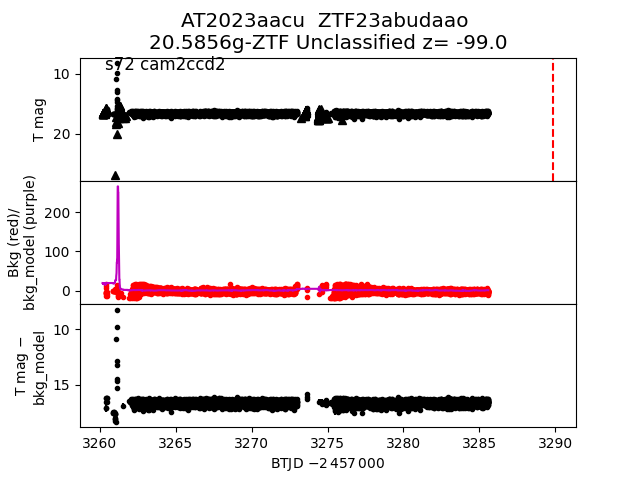 AT2023aacu  ZTF23abudaao
20.5856g-ZTF Unclassified z= -99.0
s72 cam2ccd2
10
20
T mag
200
100
0
Bkg (red)/
bkg_model (purple)
10
15
T mag −
bkg_model
3260 3265 3270 3275 3280 3285 3290
BTJD −2 457 000